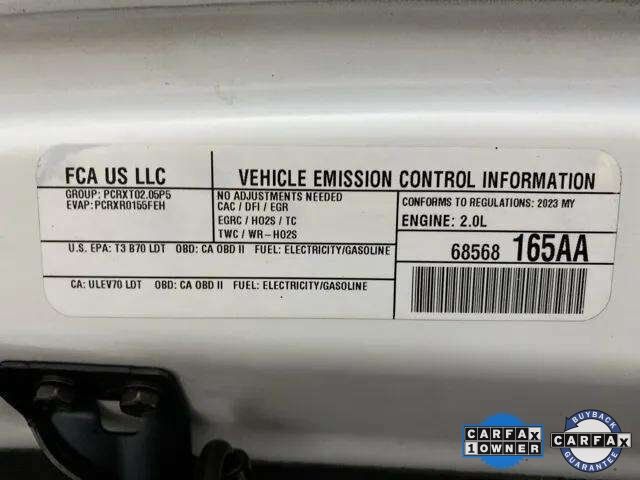 FCA US LLC
GROUP: PCRXT02.05P5
EVAP:PCRXR0155FEH
VEHICLE EMISSION CONTROL INFORMATION
NO ADJUSTMENTS NEEDED
CAC / DFI / EGR
EGRC / HO2S / TC
TWC / WR-HO2S
CONFORMS TO REGULATIONS: 2023 MY
ENGINE: 2.0L
U.S. EPA: T3 B70 LDT OBD: CA OBD II FUEL: ELECTRICITY/GASOLINE
68568 165AA
CA: ULEV70 LDT OBD: CA OBD II FUEL: ELECTRICITY/GASOLINE
CARFAX
1 OWNER
BUYBACK
CARFAX
GUARANTEE